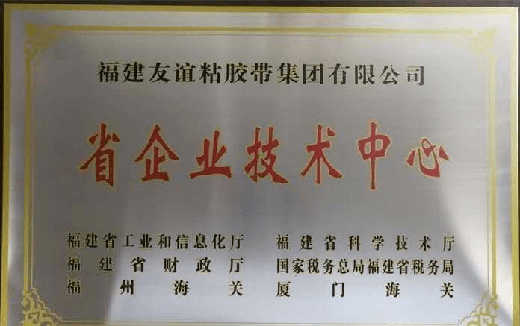 福建友谊粘胶带集团有限公司
省企业技术中心
福建省工业和信息化厅 福建省科学技术厅
福建省财政厅 国家税务总局福建省税务局
福州海关 厦门海关